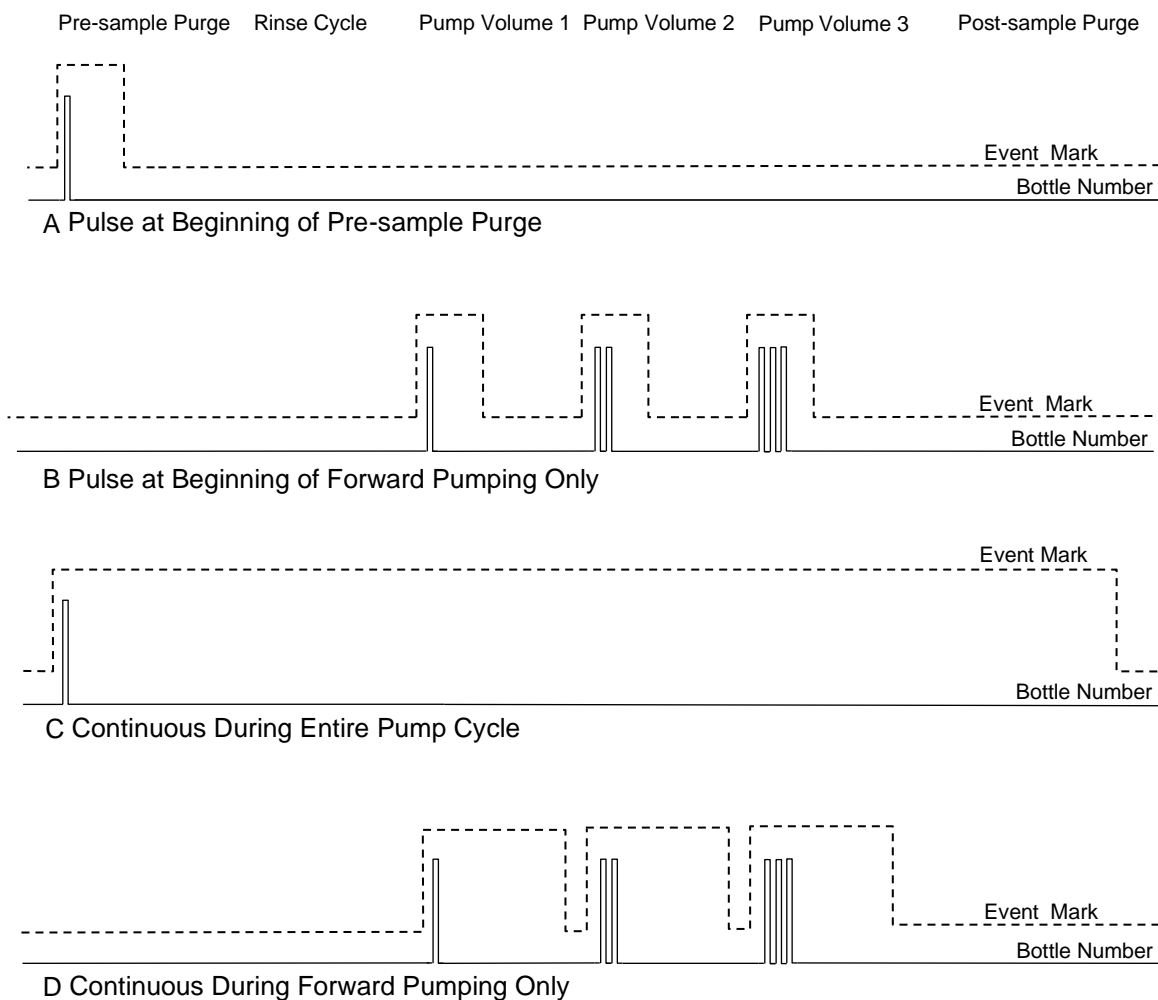 Pre-sample Purge Rinse Cycle Pump Volume 1 Pump Volume 2 Pump Volume 3 Post-sample Purge
Event Mark
Bottle Number
A Pulse at Beginning of Pre-sample Purge
Event Mark
Bottle Number
B Pulse at Beginning of Forward Pumping Only
Event Mark
Bottle Number
C Continuous During Entire Pump Cycle
Event Mark
Bottle Number
D Continuous During Forward Pumping Only